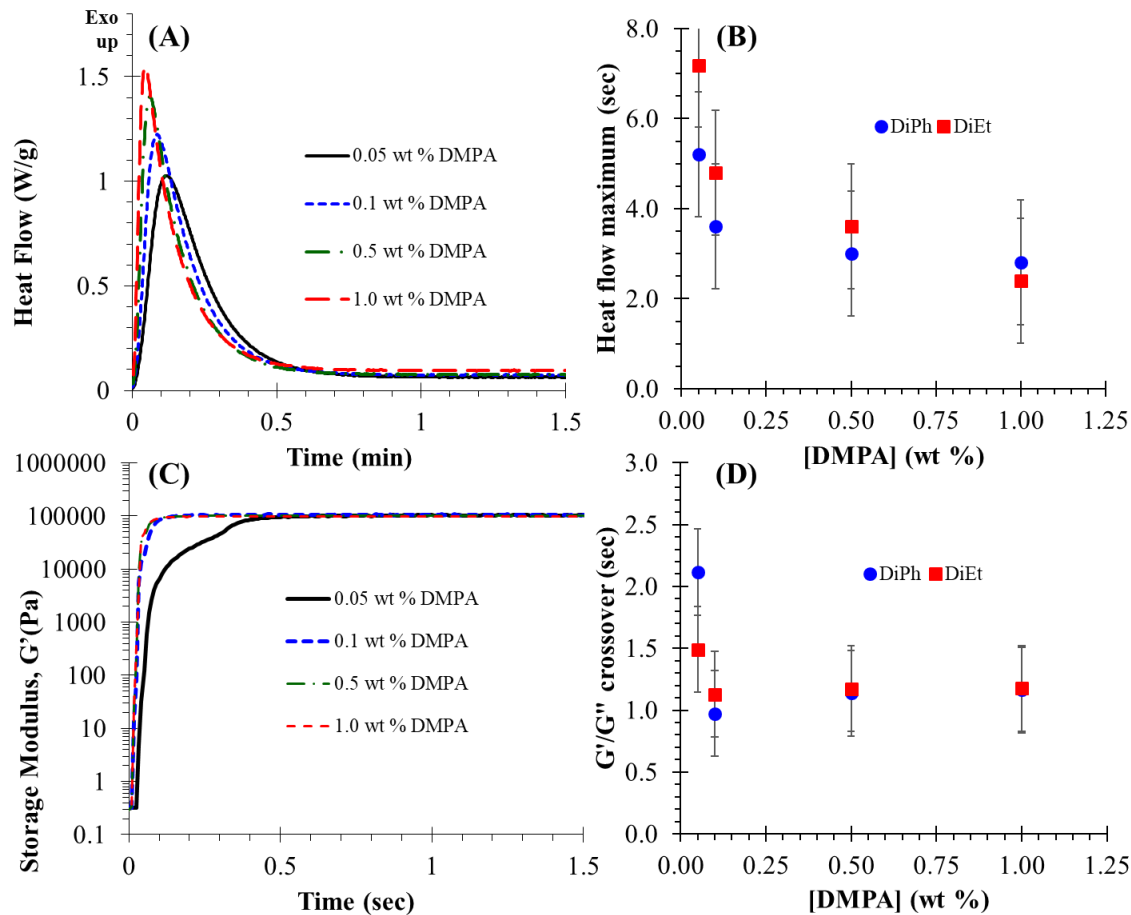 Exo
up
(A)
1.5
1
0.5
0
Heat Flow (W/g)
0.05 wt % DMPA
0.1 wt % DMPA
0.5 wt % DMPA
1.0 wt % DMPA
0 0.5 1 1.5
Time (min)
(B)
8.0
6.0
4.0
2.0
0.0
Heat flow maximum (sec)
DiPh DiEt
0.00 0.25 0.50 0.75 1.00 1.25
[DMPA] (wt %)
(C)
1000000
100000
10000
1000
100
10
1
0.1
Storage Modulus, G’(Pa)
0.05 wt % DMPA
0.1 wt % DMPA
0.5 wt % DMPA
1.0 wt % DMPA
0 0.5 1 1.5
Time (sec)
(D)
3.0
2.5
2.0
1.5
1.0
0.5
0.0
G'/G" crossover (sec)
DiPh DiEt
0.00 0.25 0.50 0.75 1.00 1.25
[DMPA] (wt %)